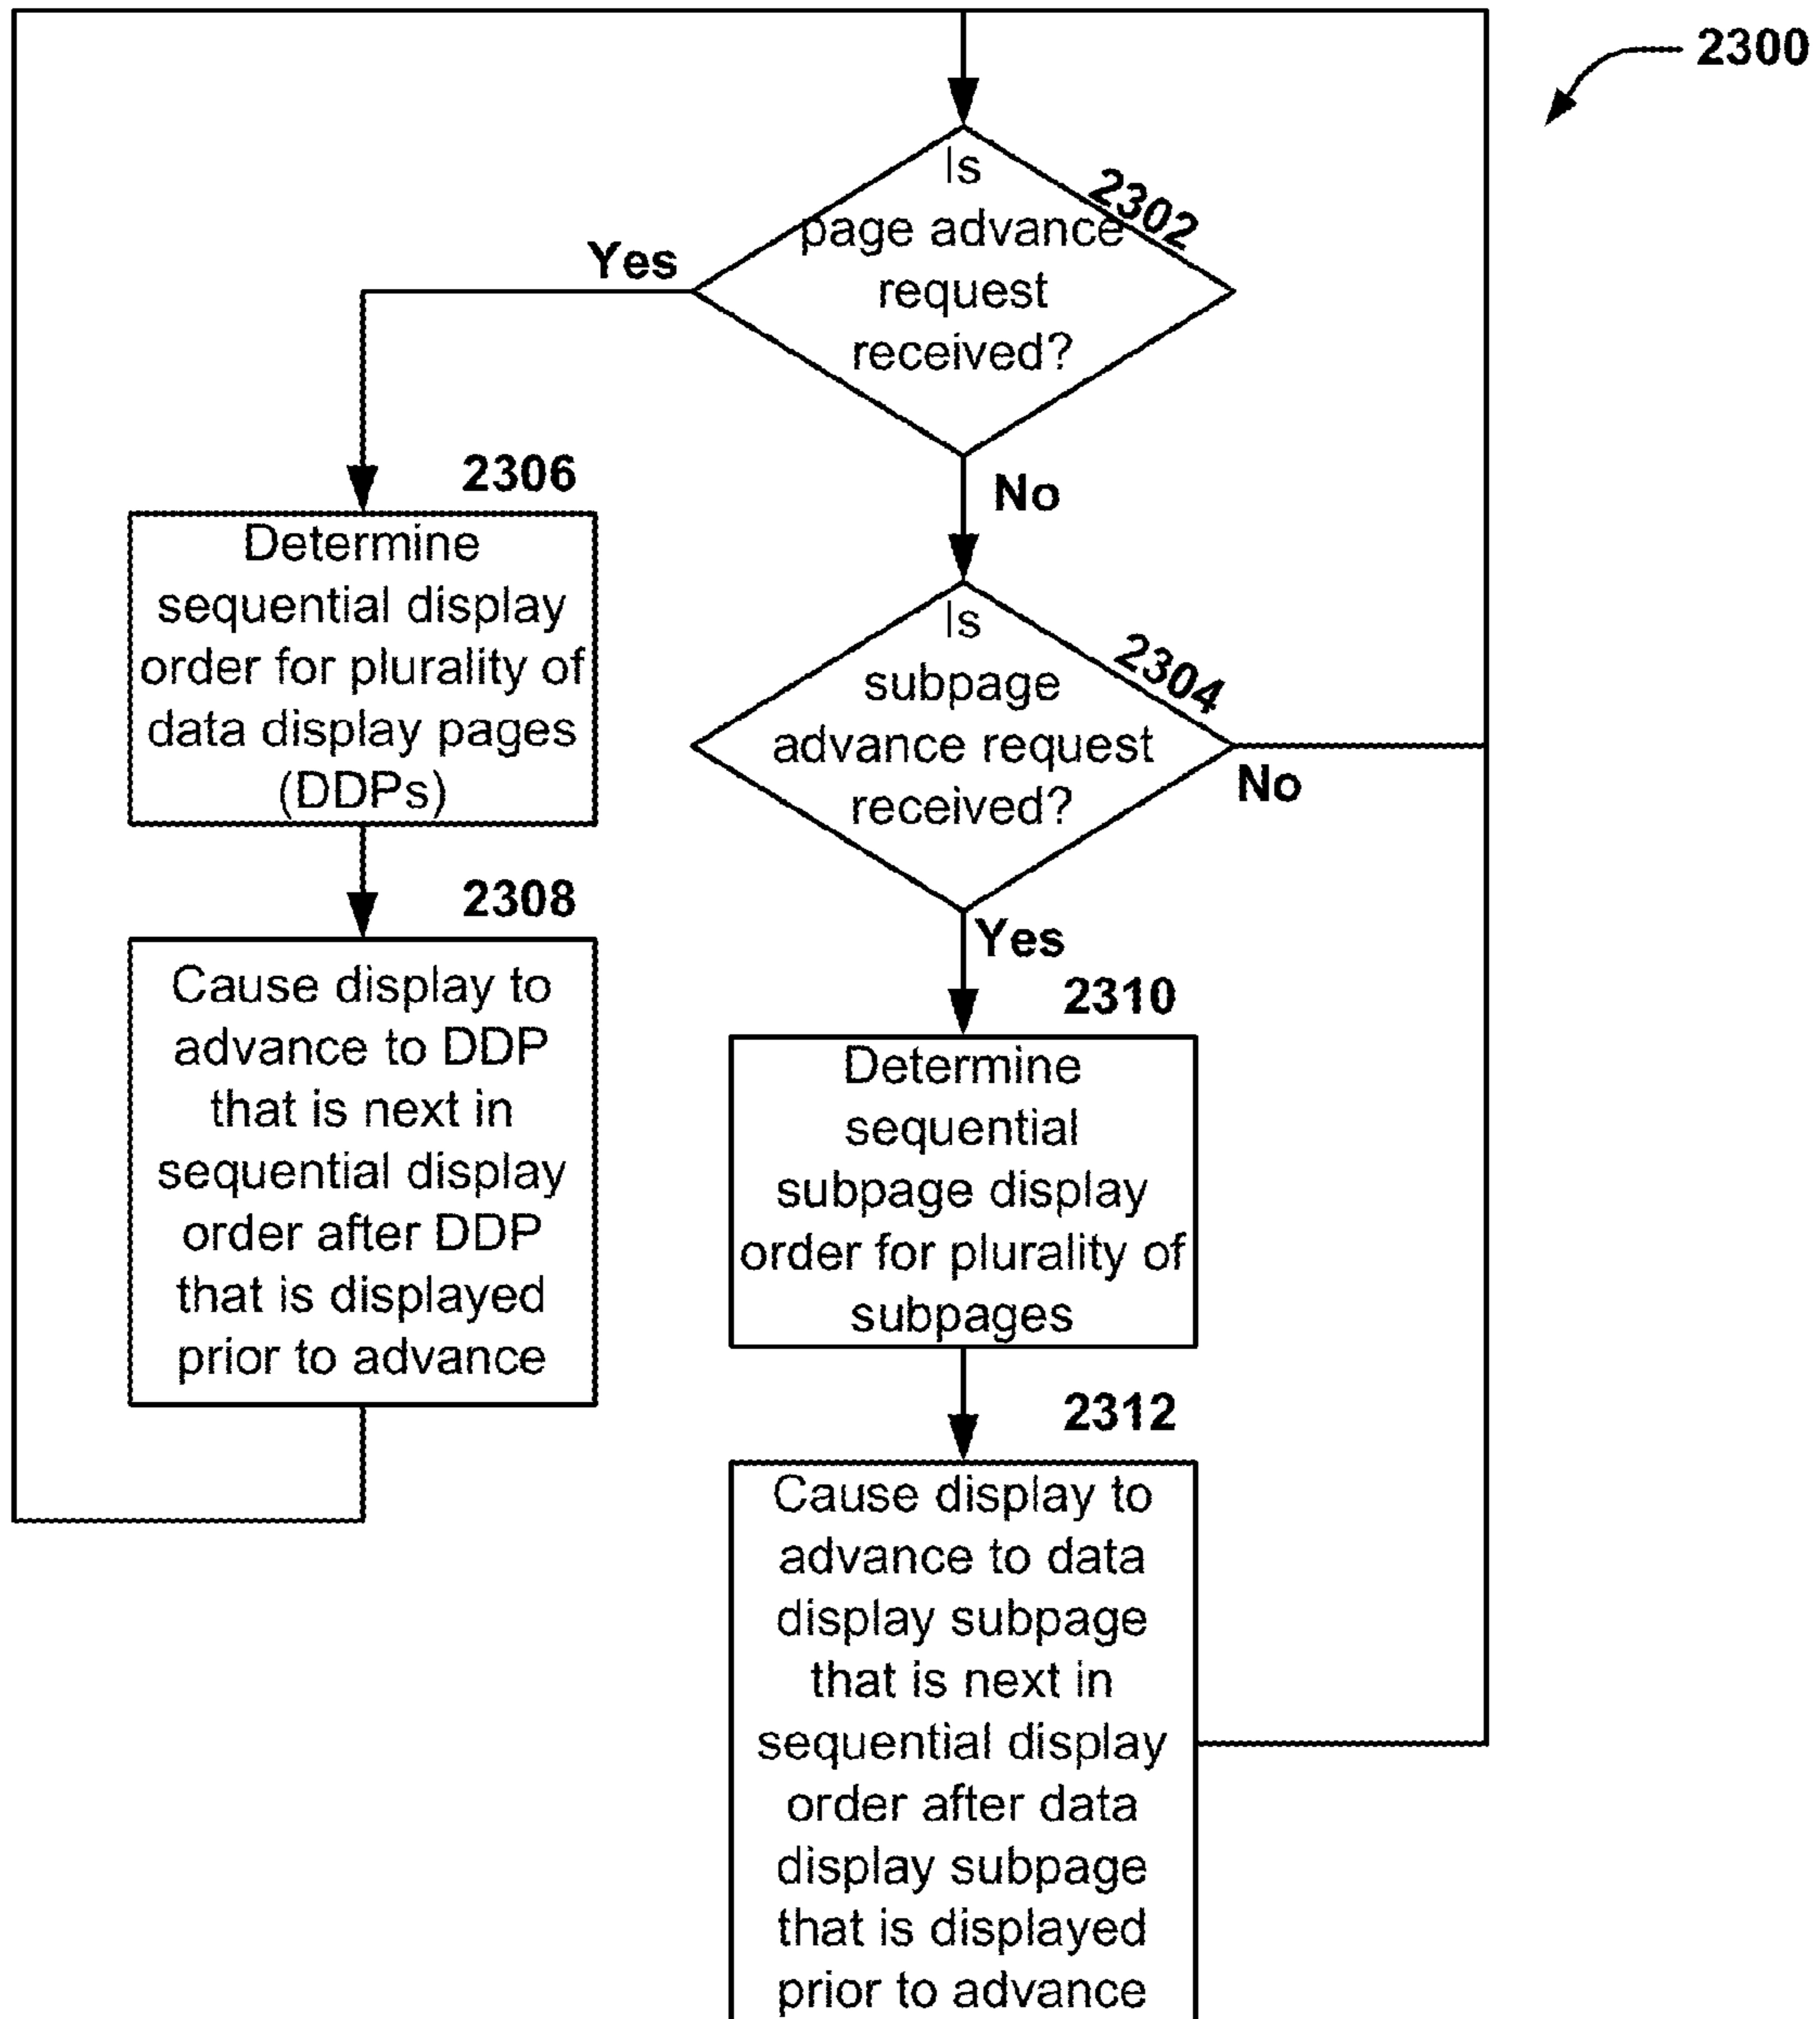 2300
Is
page advance
request
received?
2302
Yes
No
2306
Determine
sequential display
order for plurality of
data display pages
(DDPs)
Is
subpage
advance request
received?
2304
No
Yes
2308
Cause display to
advance to DDP
that is next in
sequential display
order after DDP
that is displayed
prior to advance
2310
Determine
sequential
subpage display
order for plurality of
subpages
2312
Cause display to
advance to data
display subpage
that is next in
sequential display
order after data
display subpage
that is displayed
prior to advance